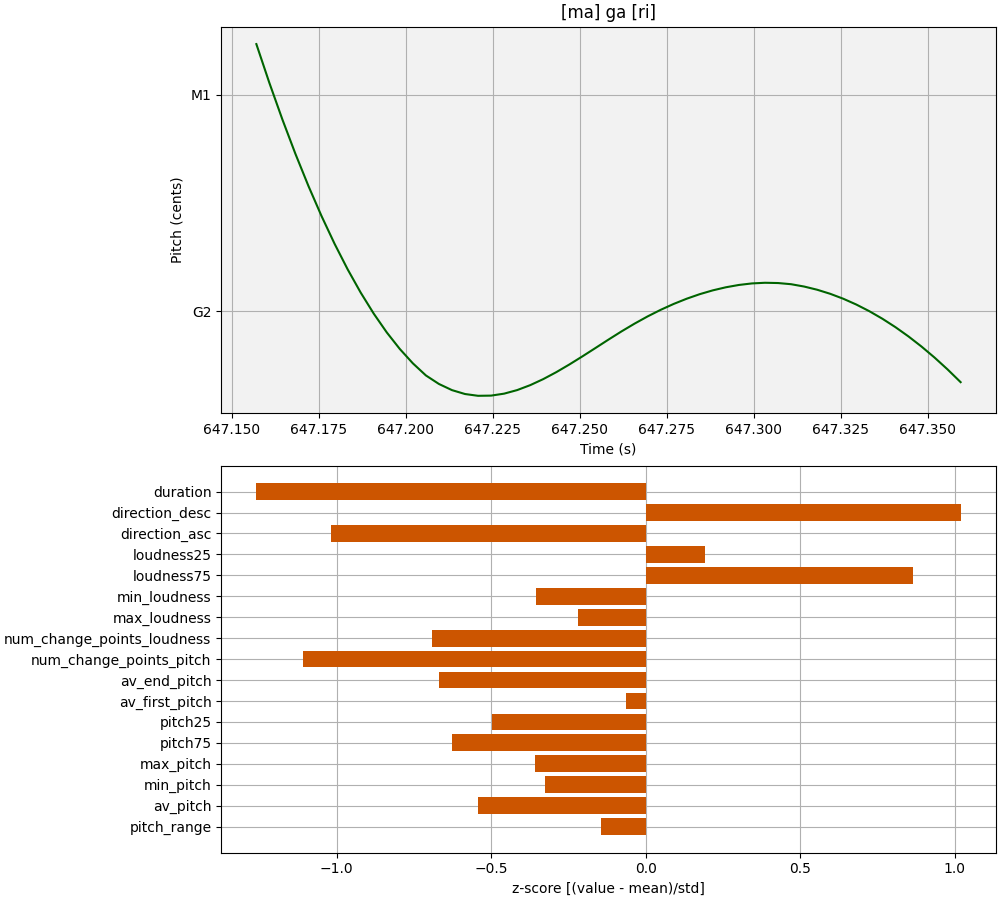 [ma] ga [ri]
M1
G2
Pitch (cents)
647.150 647.175 647.200 647.225 647.250 647.275 647.300 647.325 647.350
Time (s)
duration
direction_desc
direction_asc
loudness25
loudness75
min_loudness
max_loudness
num_change_points_loudness
num_change_points_pitch
av_end_pitch
av_first_pitch
pitch25
pitch75
max_pitch
min_pitch
av_pitch
pitch_range
−1.0 −0.5 0.0 0.5 1.0
z-score [(value - mean)/std]